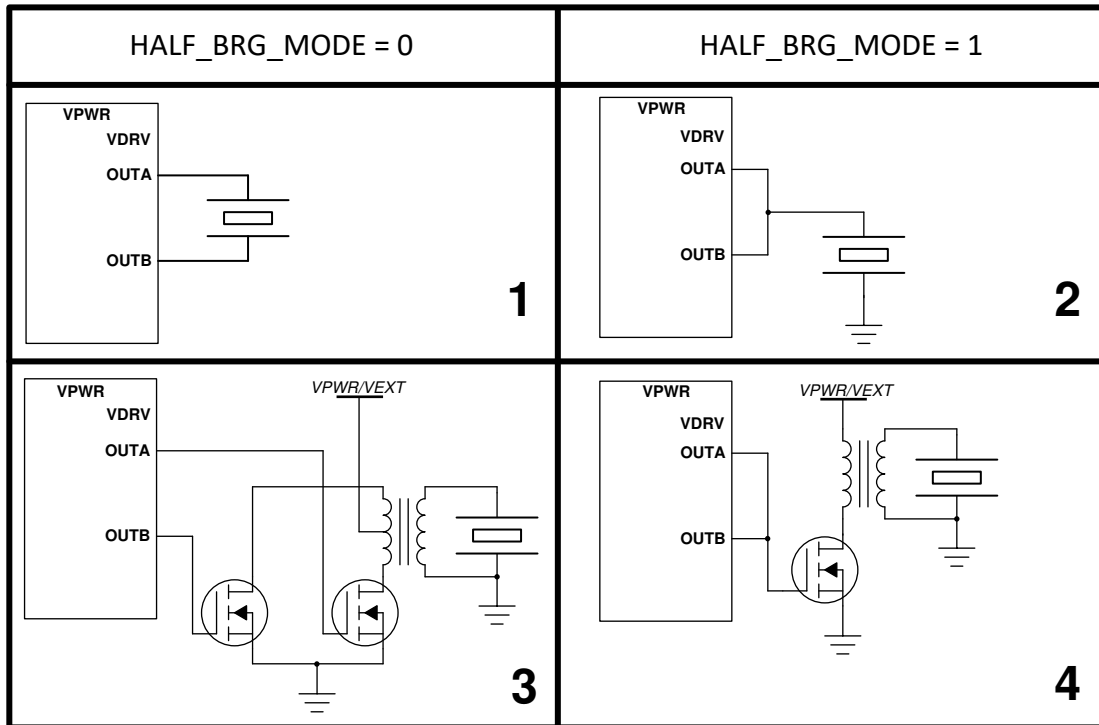 HALF_BRG_MODE = 0
HALF_BRG_MODE = 1
VPWR
VDRV
OUTA
OUTB
1
VPWR
VDRV
OUTA
OUTB
2
VPWR
VDRV
OUTA
OUTB
VPWR/VEXT
3
VPWR
VDRV
OUTA
OUTB
VPWR/VEXT
4